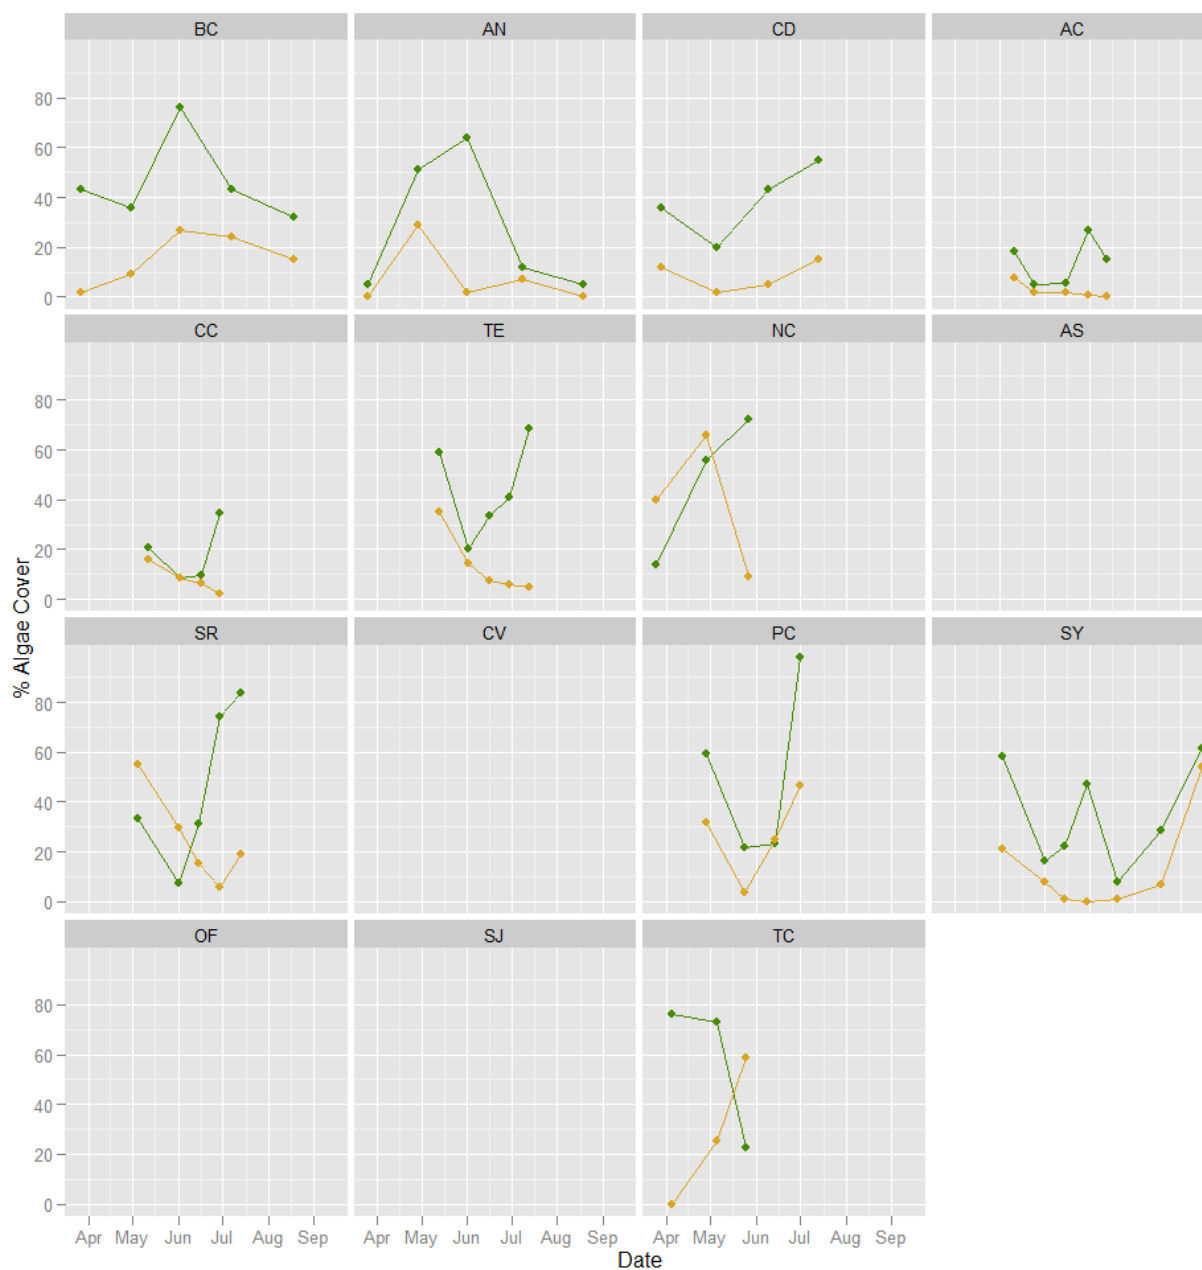 BC AN CD AC
80
60
40
20
0
CC TE NC AS
80
60
40
20
0
% Algae Cover
SR CV PC SY
80
60
40
20
0
OF SJ TC
80
60
40
20
0
Apr May Jun Jul Aug Sep Apr May Jun Jul Aug Sep Apr May Jun Jul Aug Sep
Date